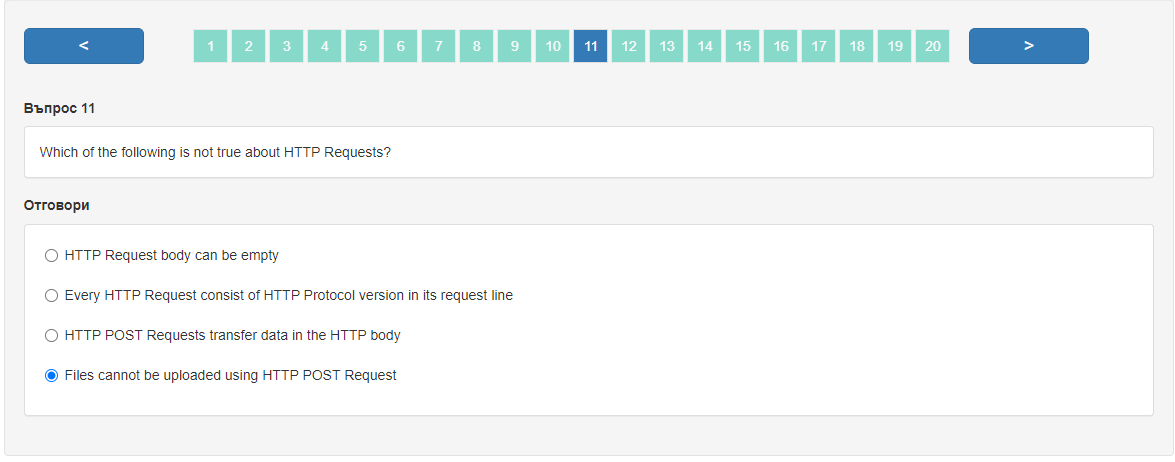 < 1 2 3 4 5 6 7 8 9 10 11 12 13 14 15 16 17 18 19 20 >
Въпрос 11
Which of the following is not true about HTTP Requests?
Отговори
HTTP Request body can be empty
Every HTTP Request consist of HTTP Protocol version in its request line
HTTP POST Requests transfer data in the HTTP body
Files cannot be uploaded using HTTP POST Request